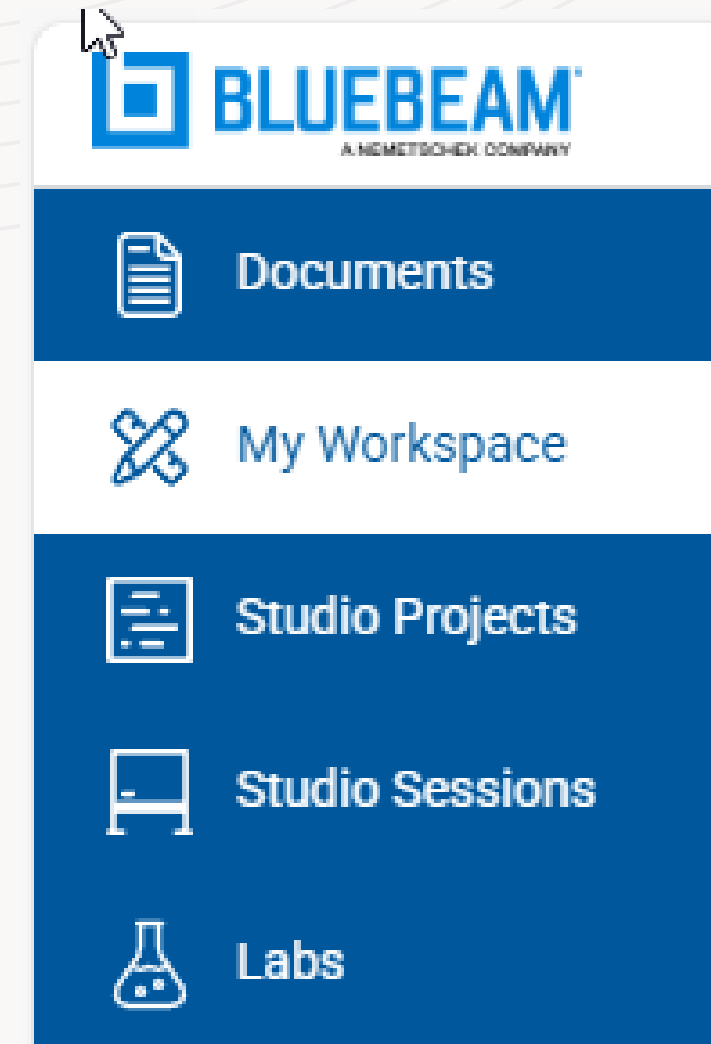 BLUEBEAM
A NEMETSCHEK COMPANY
Documents
My Workspace
Studio Projects
Studio Sessions
Labs